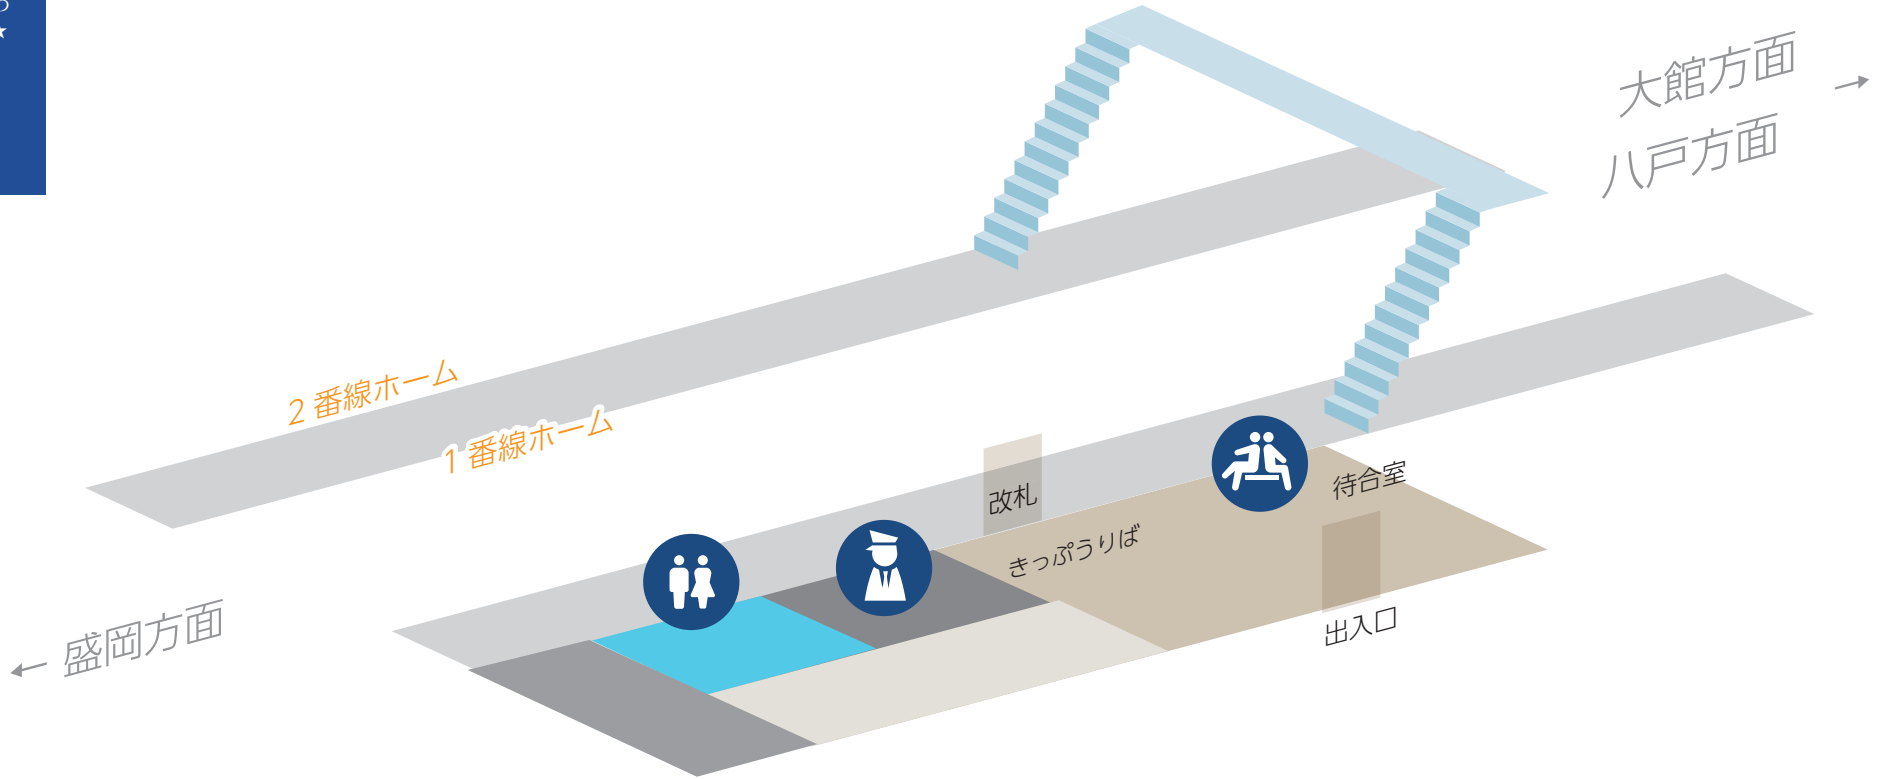 っ
★
大館方面 →
八戸方面
2 番線ホーム
1 番線ホーム
改札
待合室
きっぷうりば
出入口
← 盛岡方面